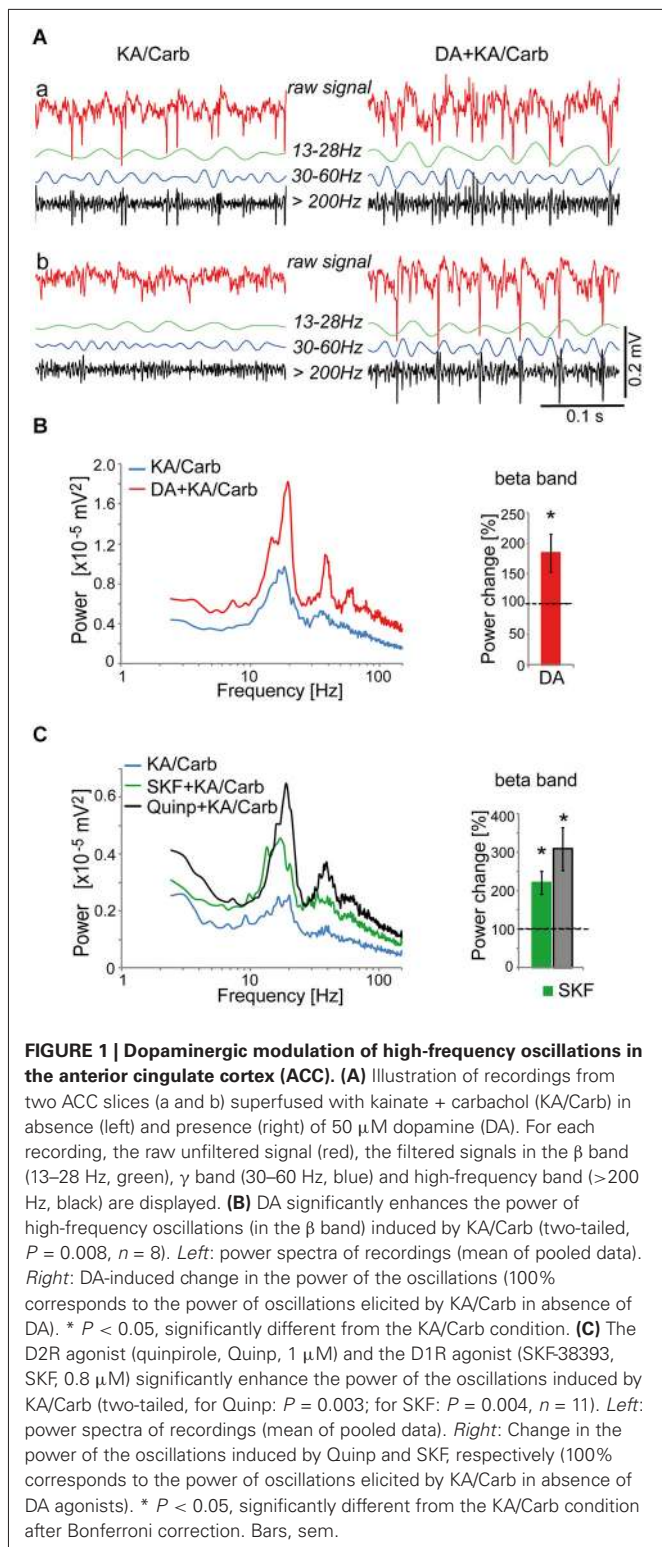 A
KA/Carb DA+KA/Carb
a
raw signal
13-28Hz
30-60Hz
> 200Hz
b
raw signal
13-28Hz
30-60Hz
> 200Hz
0.2 mV
0.1 s
B
Power [x10-5 mV2]
2.0
1.6
1.2
0.8
0.4
0
KA/Carb
DA+KA/Carb
1 10 100
Frequency [Hz]
beta band
Power change [%]
250
200
150
100
50
0
*
DA
C
Power [x10-5 mV2]
0.6
0.4
0.2
0
KA/Carb
SKF+KA/Carb
Quinp+KA/Carb
1 10 100
Frequency [Hz]
beta band
Power change [%]
400
300
200
100
0
* *
SKF
FIGURE 1 | Dopaminergic modulation of high-frequency oscillations in
the anterior cingulate cortex (ACC). (A) Illustration of recordings from
two ACC slices (a and b) superfused with kainate + carbachol (KA/Carb) in
absence (left) and presence (right) of 50 μM dopamine (DA). For each
recording, the raw unfiltered signal (red), the filtered signals in the β band
(13–28 Hz, green), γ band (30–60 Hz, blue) and high-frequency band (>200
Hz, black) are displayed. (B) DA significantly enhances the power of
high-frequency oscillations (in the β band) induced by KA/Carb (two-tailed,
P = 0.008, n = 8). Left: power spectra of recordings (mean of pooled data).
Right: DA-induced change in the power of the oscillations (100%
corresponds to the power of oscillations elicited by KA/Carb in absence of
DA). * P < 0.05, significantly different from the KA/Carb condition. (C) The
D2R agonist (quinpirole, Quinp, 1 μM) and the D1R agonist (SKF-38393,
SKF, 0.8 μM) significantly enhance the power of the oscillations induced by
KA/Carb (two-tailed, for Quinp: P = 0.003; for SKF: P = 0.004, n = 11). Left:
power spectra of recordings (mean of pooled data). Right: Change in the
power of the oscillations induced by Quinp and SKF, respectively (100%
corresponds to the power of oscillations elicited by KA/Carb in absence of
DA agonists). * P < 0.05, significantly different from the KA/Carb condition
after Bonferroni correction. Bars, sem.